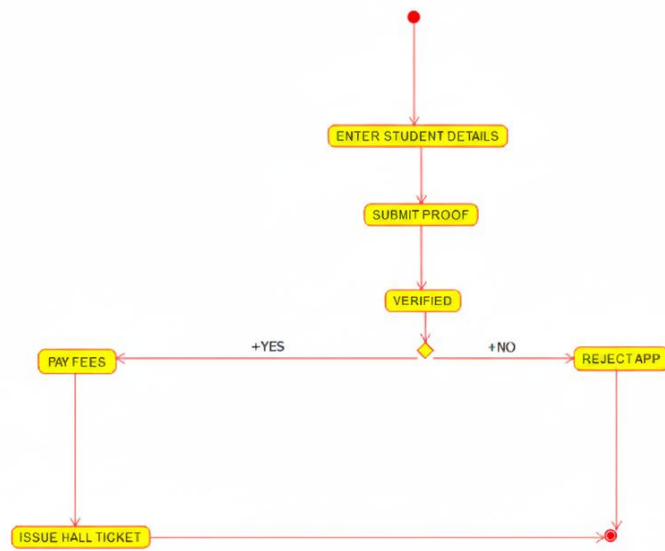 ENTER STUDENT DETAILS
SUBMIT PROOF
VERIFIED
+YES
+NO
PAY FEES
REJECT APP
ISSUE HALL TICKET